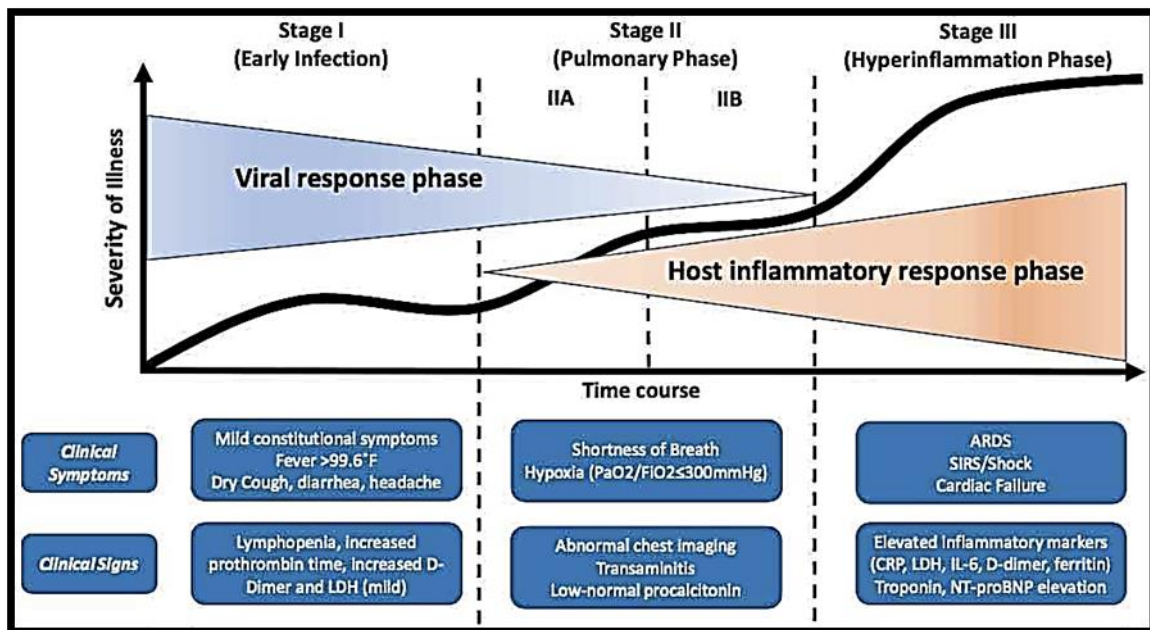 Stage I
(Early Infection)
Stage II
(Pulmonary Phase)
Stage III
(Hyperinflammation Phase)
IIA
IIB
Severity of Illness
Viral response phase
Host inflammatory response phase
Time course
Clinical
Symptoms
Mild constitutional symptoms
Fever >99.6°F
Dry Cough, diarrhea, headache
Shortness of Breath
Hypoxia (PaO2/FiO2≤300mmHg)
ARDS
SIRS/Shock
Cardiac Failure
Clinical Signs
Lymphopenia, increased
prothrombin time, increased D-
Dimer and LDH (mild)
Abnormal chest imaging
Transaminitis
Low-normal procalcitonin
Elevated inflammatory markers
(CRP, LDH, IL-6, D-dimer, ferritin)
Troponin, NT-proBNP elevation